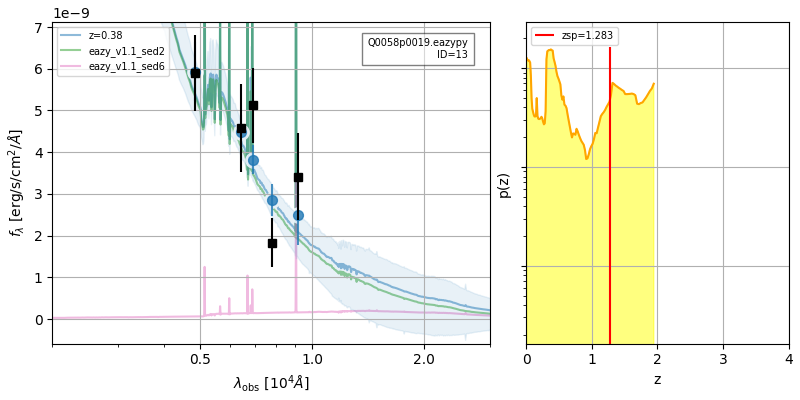 1e−9
7
6
5
4
3
2
1
0
f_λ [erg/s/cm²/Å]
z=0.38
eazy_v1.1_sed2
eazy_v1.1_sed6
Q0058p0019.eazypy
ID=13
0.5 1.0 2.0
λ_obs [10⁴Å]
zsp=1.283
p(z)
0 1 2 3 4
z